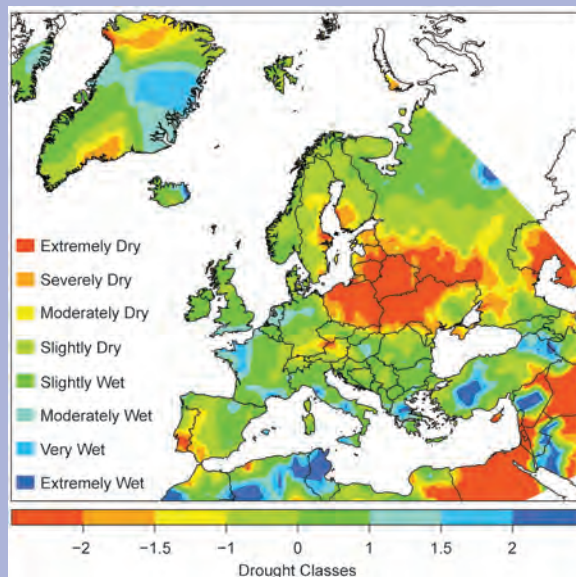 Extremely Dry
Severely Dry
Moderately Dry
Slightly Dry
Slightly Wet
Moderately Wet
Very Wet
Extremely Wet
−2 −1.5 −1 0 1 1.5 2
Drought Classes